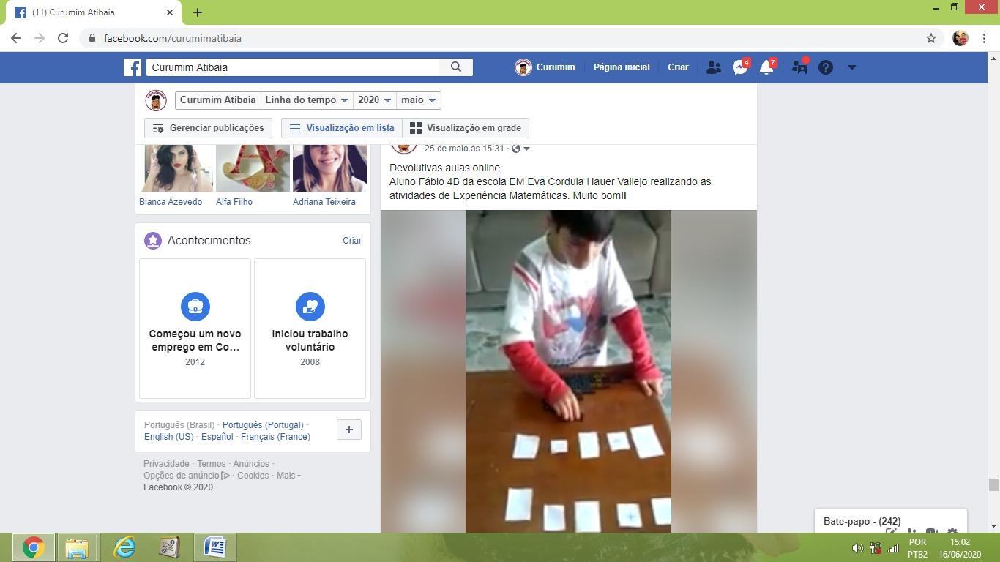 (11) Curumim Atibaia
facebook.com/curumimatibaia
Curumim Atibaia
Curumim
Página inicial
Criar
4
7
Curumim Atibaia
Linha do tempo
2020
maio
Gerenciar publicações
Visualização em lista
Visualização em grade
Bianca Azevedo
Alfa Filho
Adriana Teixeira
Acontecimentos
Criar
Começou um novo
emprego em Co...
2012
Iniciou trabalho
voluntário
2008
Português (Brasil) · Português (Portugal) ·
English (US) · Español · Français (France)
Privacidade · Termos · Anúncios ·
Opções de anúncio · Cookies · Mais
Facebook © 2020
25 de maio às 15:31 ·
Devolutivas aulas online.
Aluno Fábio 4B da escola EM Eva Cordula Hauer Vallejo realizando as
atividades de Experiência Matemáticas. Muito bom!!
Bate-papo - (242)
POR
PTB2
15:02
16/06/2020